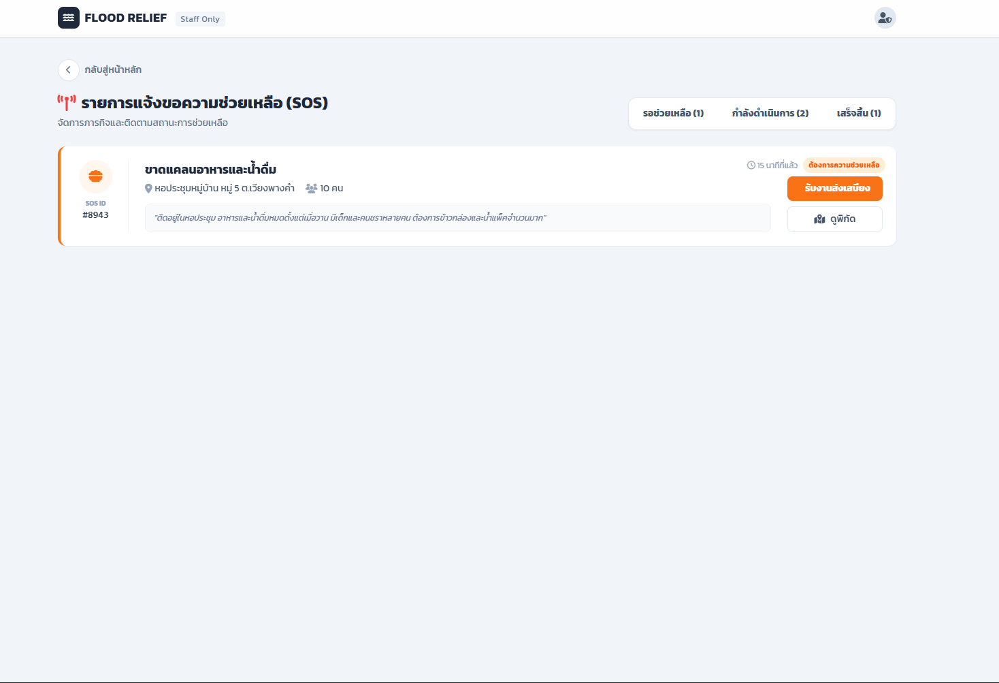 FLOOD RELIEF Staff Only
กลับสู่หน้าหลัก
รายการแจ้งขอความช่วยเหลือ (SOS)
จัดการภารกิจและติดตามสถานะการช่วยเหลือ
รอช่วยเหลือ (1) กำลังดำเนินการ (2) เสร็จสิ้น (1)
SOS ID
#8943
ขาดแคลนอาหารและน้ำดื่ม
หอประชุมหมู่บ้าน หมู่ 5 ต.เวียงพางคำ 10 คน
"ติดอยู่ในหอประชุม อาหารและน้ำดื่มหมดตั้งแต่เมื่อวาน มีเด็กและคนชราหลายคน ต้องการข้าวกล่องและน้ำแพ็คจำนวนมาก"
15 นาทีที่แล้ว ต้องการความช่วยเหลือ
รับงานส่งเสบียง
ดูพิกัด